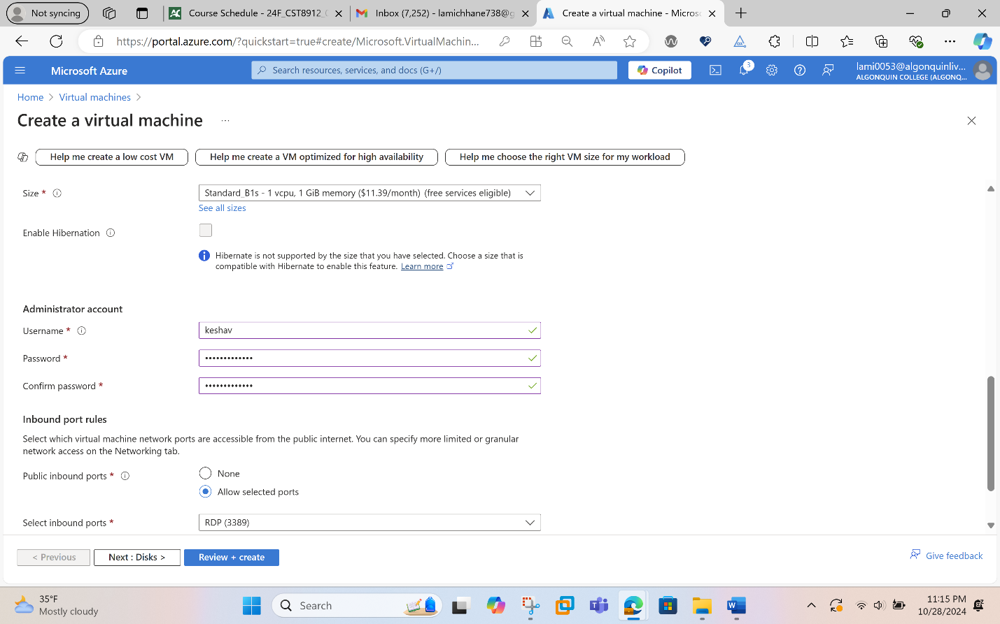 Not syncing
Course Schedule - 24F_CST8912_
Inbox (7,252) - lamichhane738@g
Create a virtual machine - Micros
https://portal.azure.com/?quickstart=true#create/Microsoft.VirtualMachin...
Microsoft Azure
Search resources, services, and docs (G+/)
Copilot
3
lami0053@algonquinliv...
ALGONQUIN COLLEGE (ALGONQ...
Home > Virtual machines >
Create a virtual machine ...
Help me create a low cost VM
Help me create a VM optimized for high availability
Help me choose the right VM size for my workload
Size *
Standard_B1s - 1 vcpu, 1 GiB memory ($11.39/month) (free services eligible)
See all sizes
Enable Hibernation
Hibernate is not supported by the size that you have selected. Choose a size that is
compatible with Hibernate to enable this feature. Learn more
Administrator account
Username *
keshav
Password *
•••••••••••••
Confirm password *
•••••••••••••
Inbound port rules
Select which virtual machine network ports are accessible from the public internet. You can specify more limited or granular
network access on the Networking tab.
Public inbound ports *
None
Allow selected ports
Select inbound ports *
RDP (3389)
< Previous
Next : Disks >
Review + create
Give feedback
35°F
Mostly cloudy
Search
11:15 PM
10/28/2024